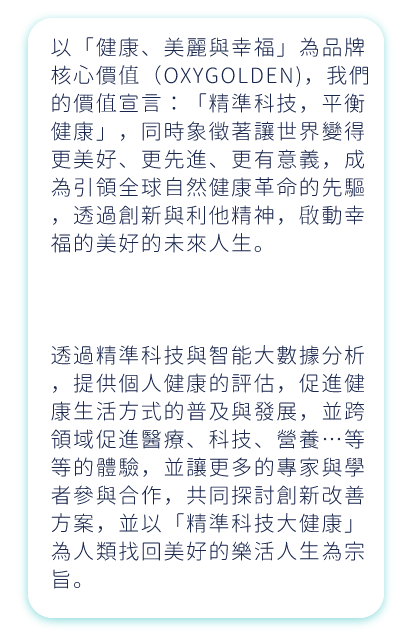 以「健康、美麗與幸福」為品牌
核心價值（OXYGOLDEN），我們
的價值宣言：「精準科技，平衡
健康」，同時象徵著讓世界變得
更美好、更先進、更有意義，成
為引領全球自然健康革命的先驅
，透過創新與利他精神，啟動幸
福的美好的未來人生。
透過精準科技與智能大數據分析
，提供個人健康的評估，促進健
康生活方式的普及與發展，並跨
領域促進醫療、科技、營養⋯等
等的體驗，並讓更多的專家與學
者參與合作，共同探討創新改善
方案，並以「精準科技大健康」
為人類找回美好的樂活人生為宗
旨。